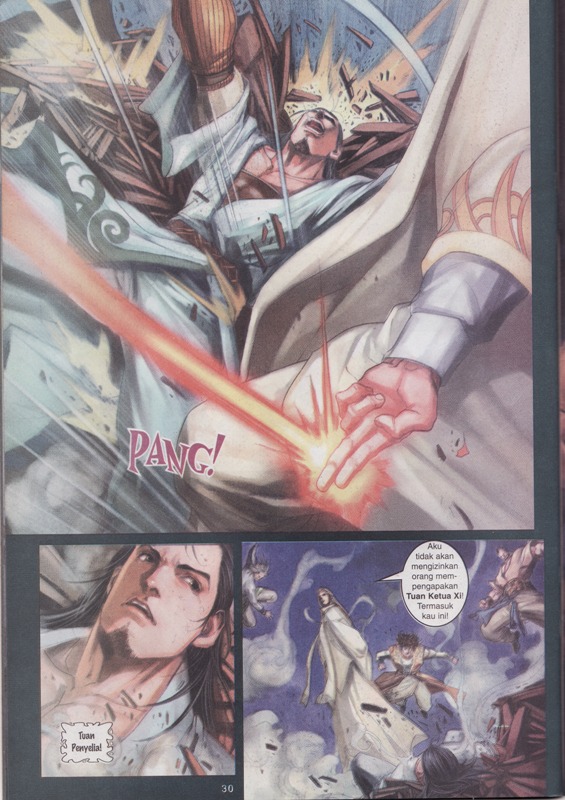 PANG!
Tuan
Penyelia!
Aku
tidak akan
mengizinkan
orang mem-
pengapakan
Tuan Ketua Xi!
Termasuk
kau ini!
30